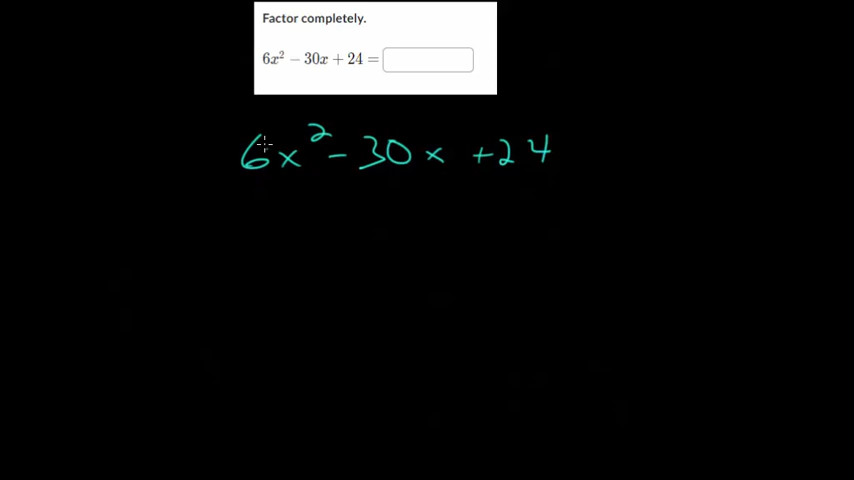 Factor completely.
6x² − 30x + 24 =
6x² - 30x + 24